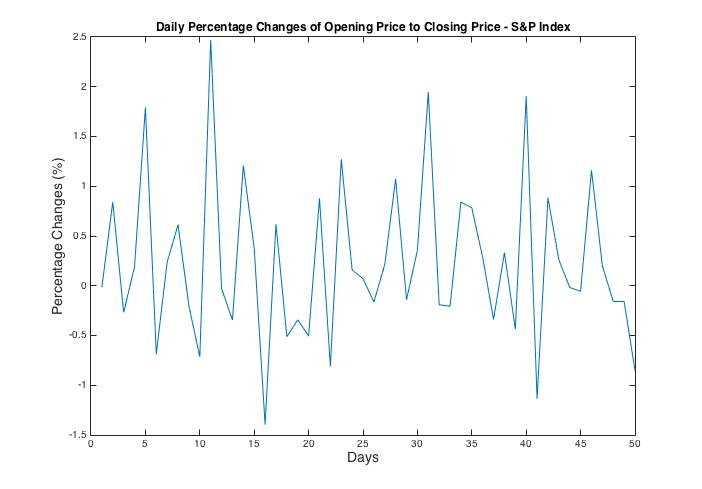 Daily Percentage Changes of Opening Price to Closing Price - S&P Index
Percentage Changes (%)
2.5
2
1.5
1
0.5
0
-0.5
-1
-1.5
0 5 10 15 20 25 30 35 40 45 50
Days